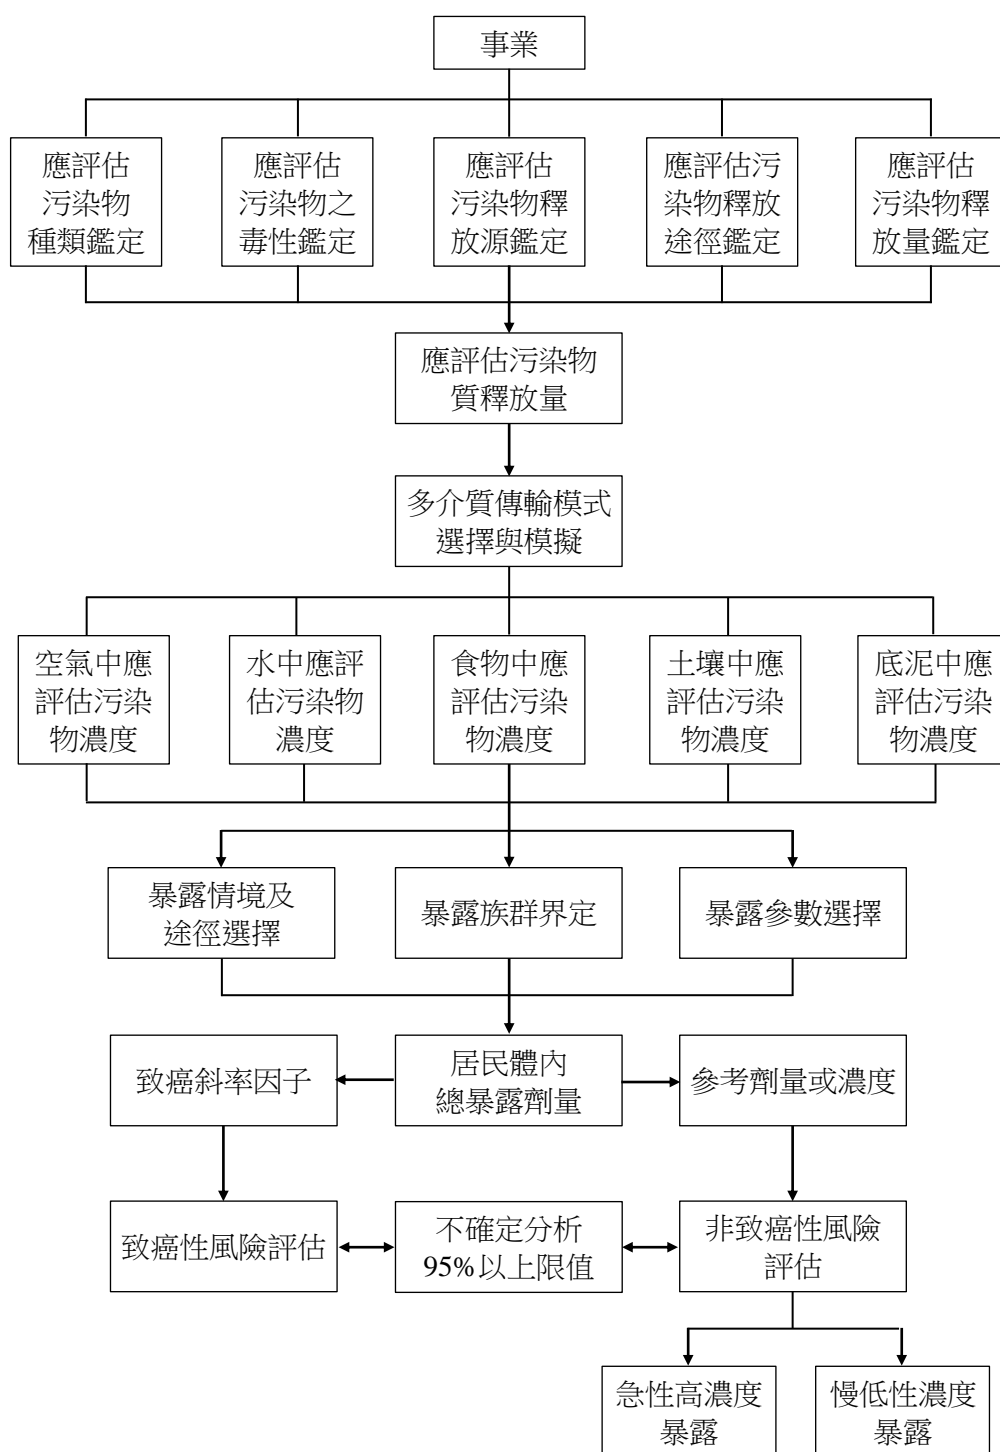 事業
應評估
污染物
種類鑑定
應評估
污染物之
毒性鑑定
應評估
污染物釋
放源鑑定
應評估污
染物釋放
途徑鑑定
應評估
污染物釋
放量鑑定
應評估污染物
質釋放量
多介質傳輸模式
選擇與模擬
空氣中應
評估污染
物濃度
水中應評
估污染物
濃度
食物中應
評估污染
物濃度
土壤中應
評估污染
物濃度
底泥中應
評估污染
物濃度
暴露情境及
途徑選擇
暴露族群界定
暴露參數選擇
致癌斜率因子
居民體內
總暴露劑量
參考劑量或濃度
致癌性風險評估
不確定分析
95%以上限值
非致癌性風險
評估
急性高濃度
暴露
慢低性濃度
暴露